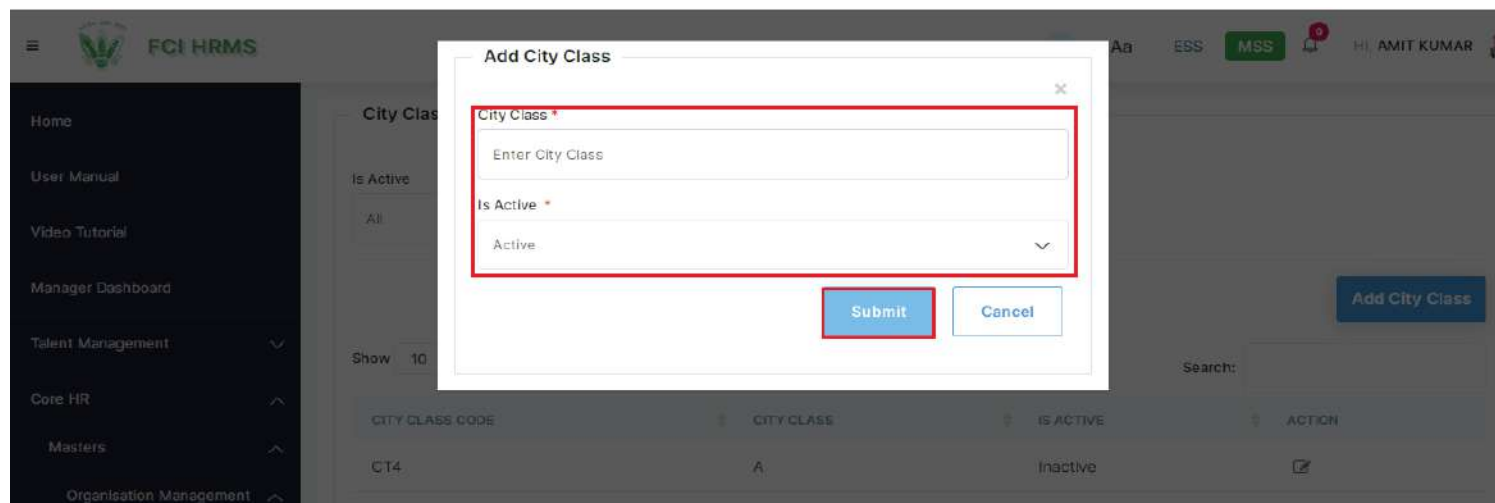 FCI HRMS
Aa ESS MSS 9 HI, AMIT KUMAR
Home
User Manual
Video Tutorial
Manager Dashboard
Talent Management
Core HR
Masters
Organisation Management
City Clas
Is Active
All
Add City Class
×
City Class *
Enter City Class
Is Active *
Active
Submit Cancel
Add City Class
Show 10
Search:
CITY CLASS CODE CITY CLASS IS ACTIVE ACTION
CT4 A Inactive